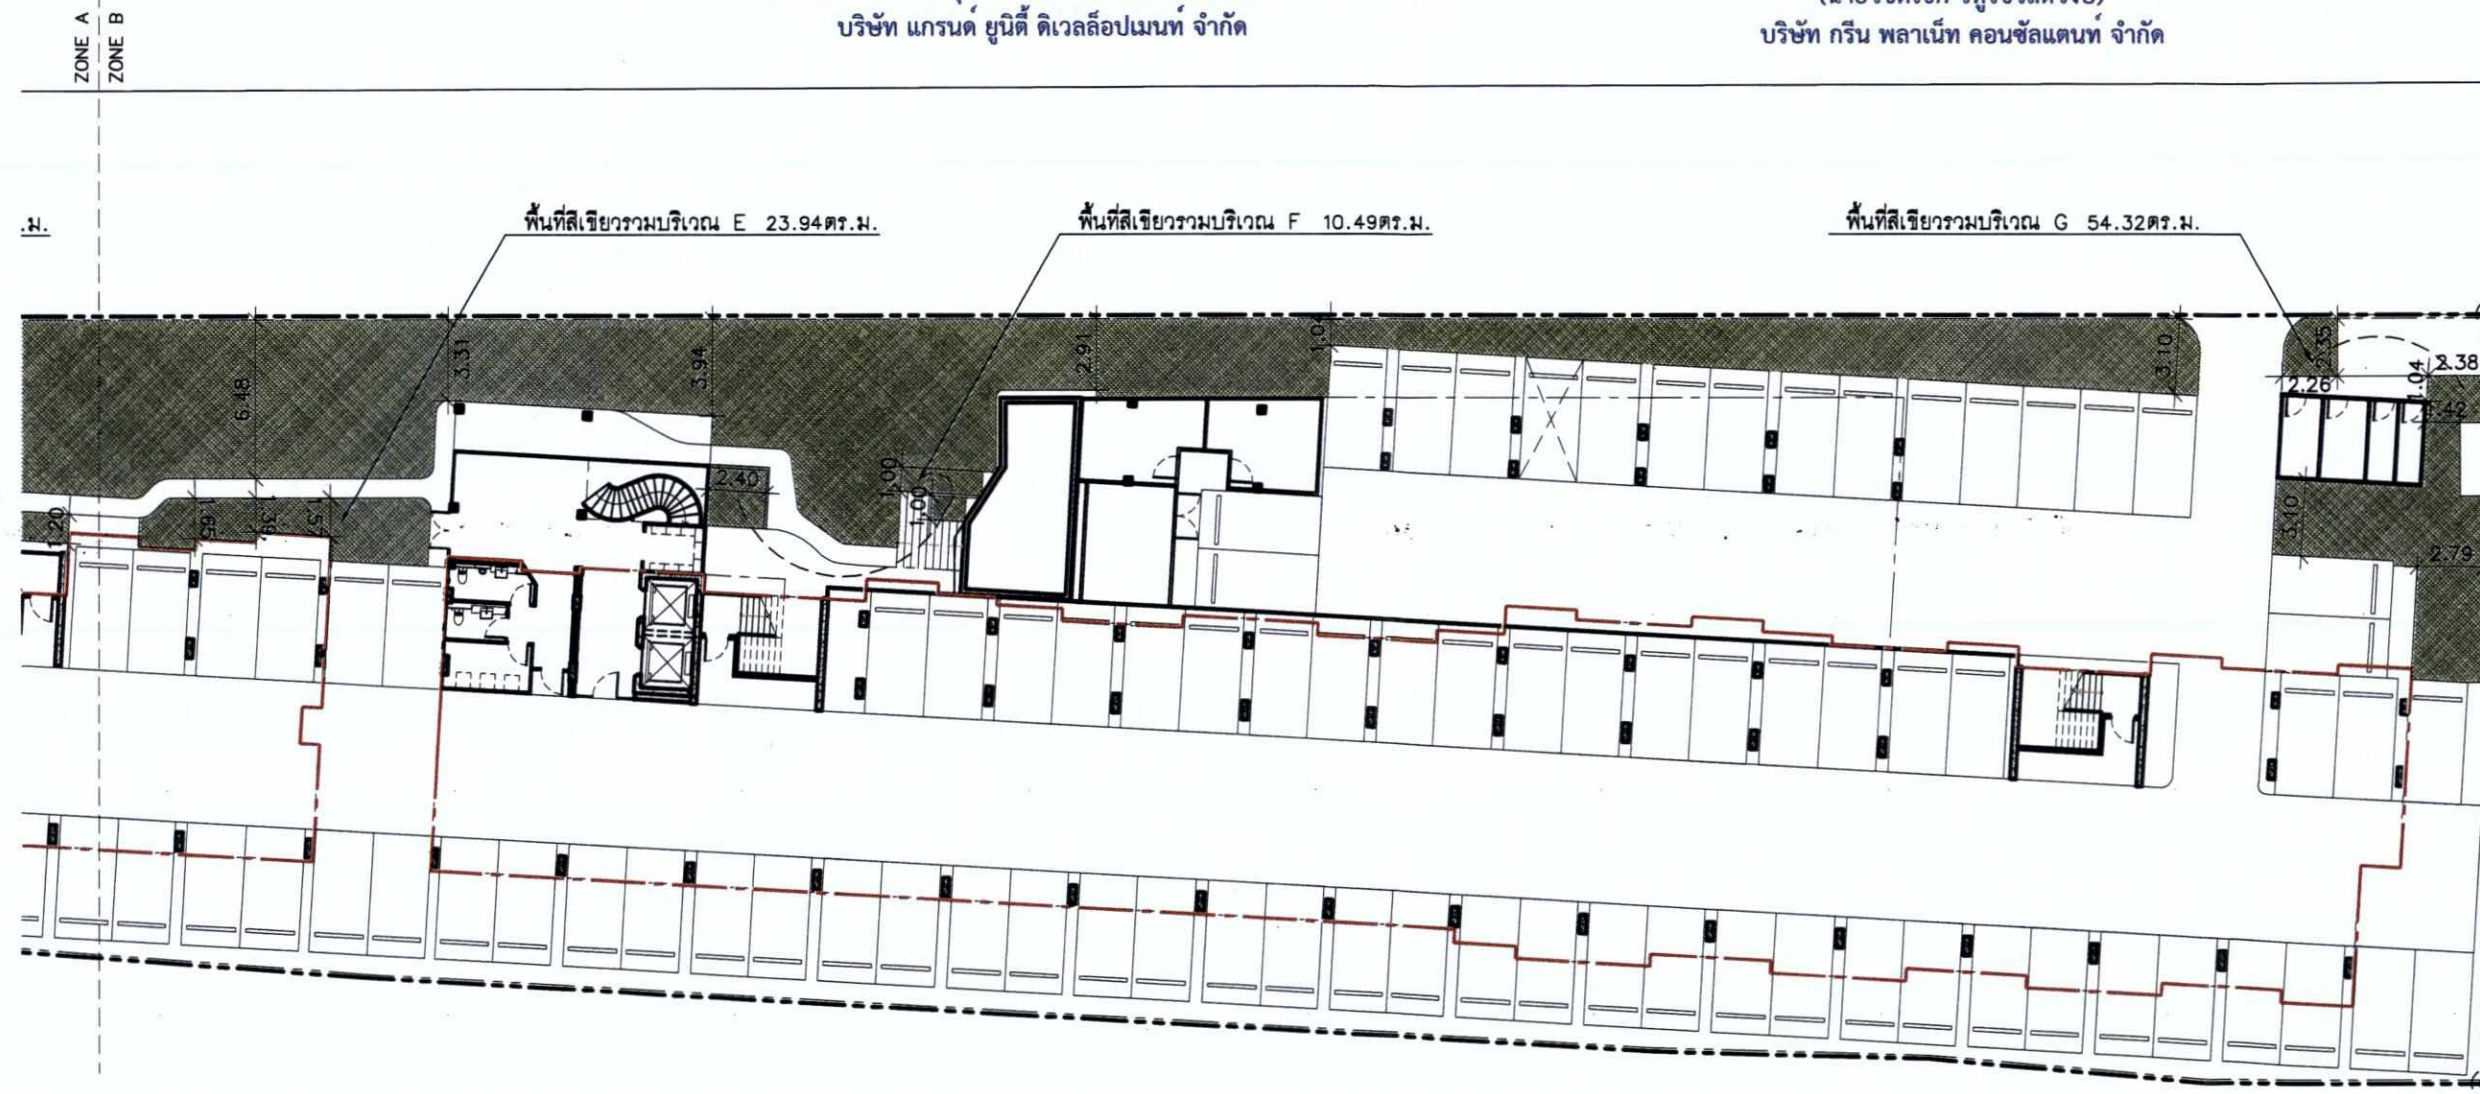 ZONE A
ZONE B
บริษัท แกรนด์ ยูนิตี้ ดิเวลล็อปเมนท์ จำกัด
บริษัท กรีน พลาเน็ท คอนซัลแตนท์ จำกัด
.ม.
พื้นที่สีเขียวรวมบริเวณ E 23.94ตร.ม.
พื้นที่สีเขียวรวมบริเวณ F 10.49ตร.ม.
พื้นที่สีเขียวรวมบริเวณ G 54.32ตร.ม.
6.48
3.31
3.94
2.91
3.10
2.35
2.38
2.26
1.04
2.40
1.00
1.00
1.20
1.65
1.57
3.10
2.79